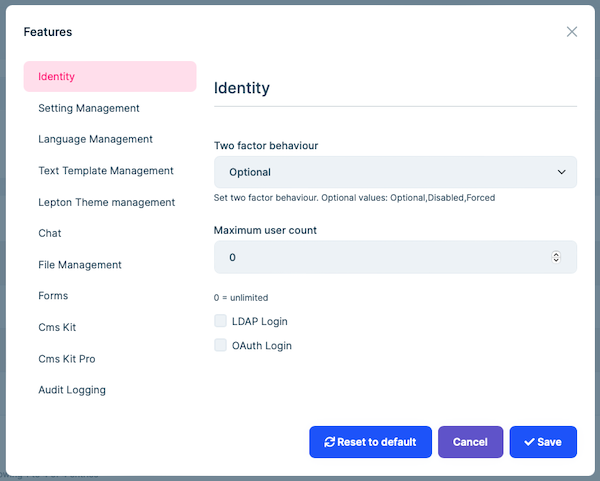 Features
Identity
Setting Management
Language Management
Text Template Management
Lepton Theme management
Chat
File Management
Forms
Cms Kit
Cms Kit Pro
Audit Logging
Identity
Two factor behaviour
Optional
Set two factor behaviour. Optional values: Optional,Disabled,Forced
Maximum user count
0
0 = unlimited
LDAP Login
OAuth Login
Reset to default
Cancel
Save